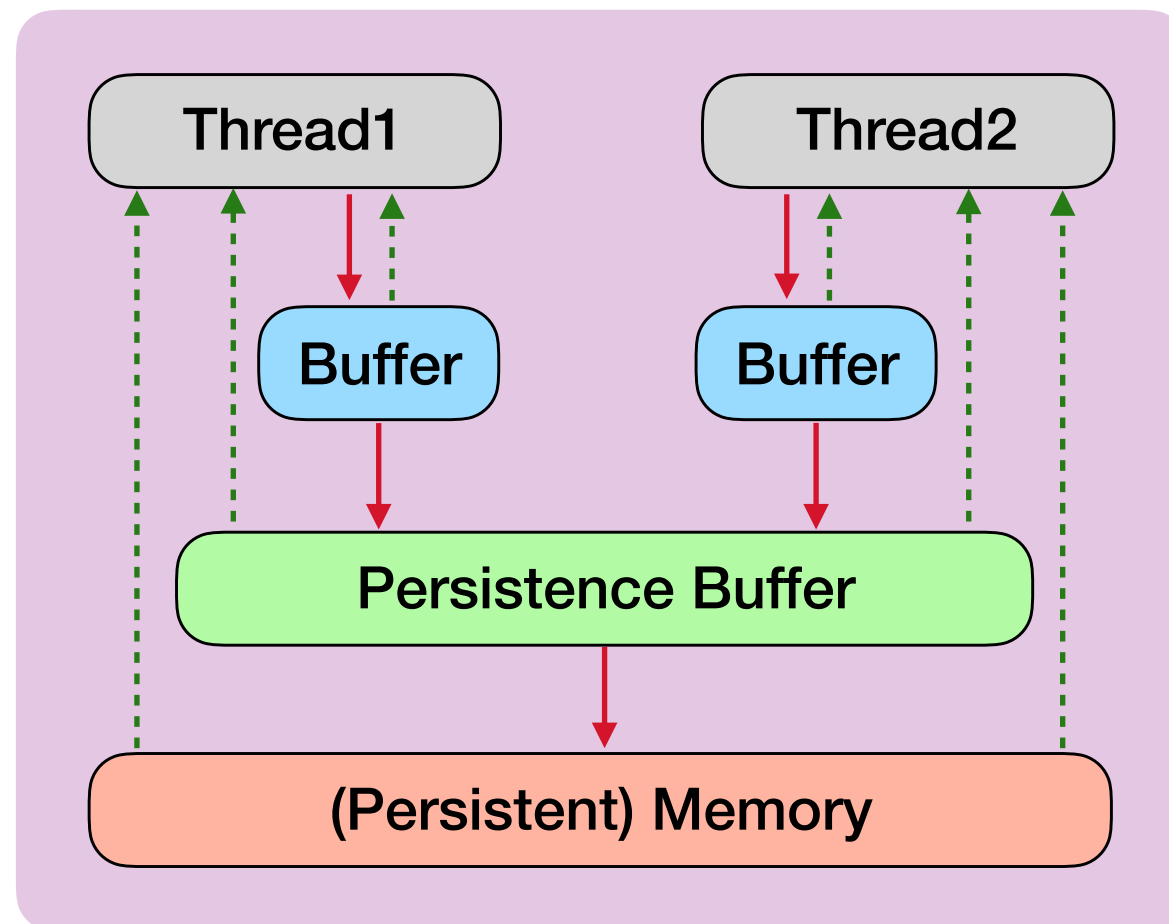 Thread1
Thread2
Buffer
Buffer
Persistence Buffer
(Persistent) Memory